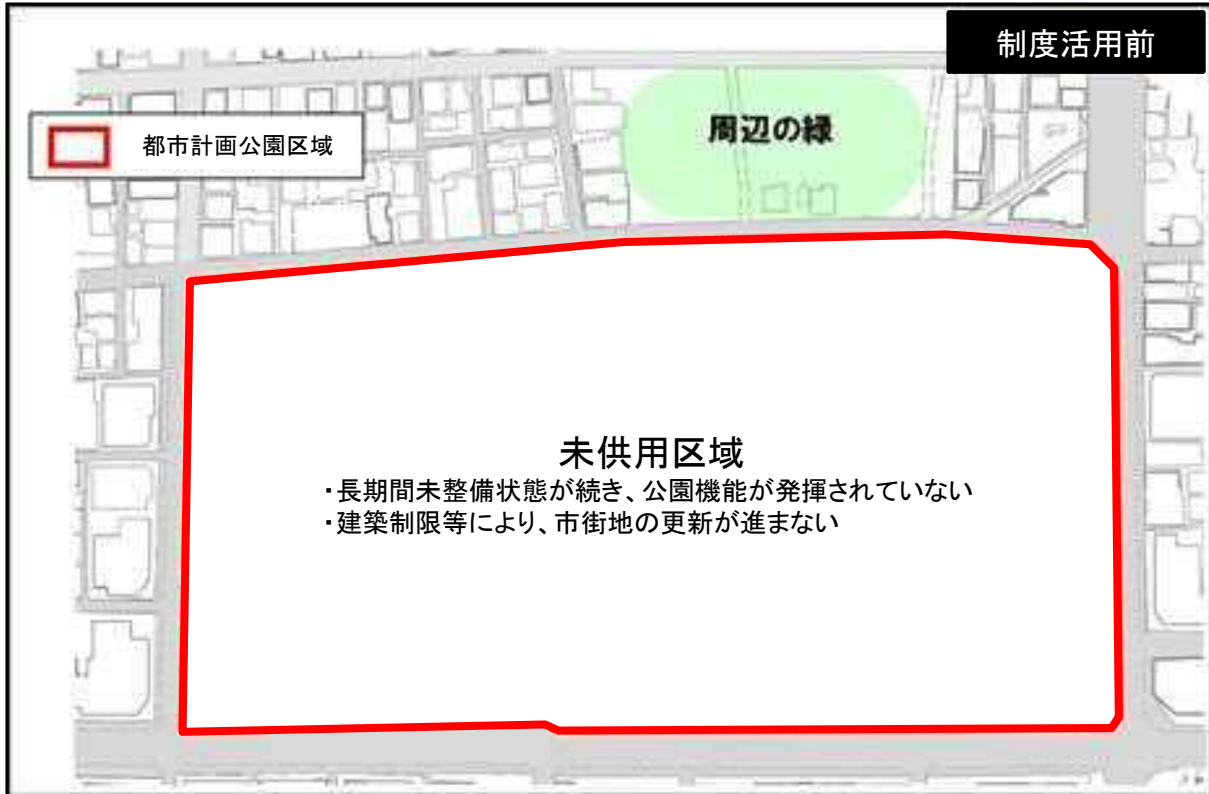 制度活用前
周辺の緑
都市計画公園区域
未供用区域
・長期間未整備状態が続き、公園機能が発揮されていない
・建築制限等により、市街地の更新が進まない